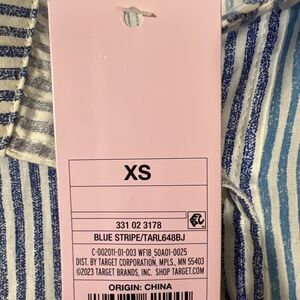 XS
331 02 3178
BLUE STRIPE/TARL648BJ
C-002011-01-003 WF18 50A01-0025
DIST. BY TARGET CORPORATION, MPLS., MN 55403
©2023 TARGET BRANDS, INC. SHOP TARGET.COM
ORIGIN: CHINA